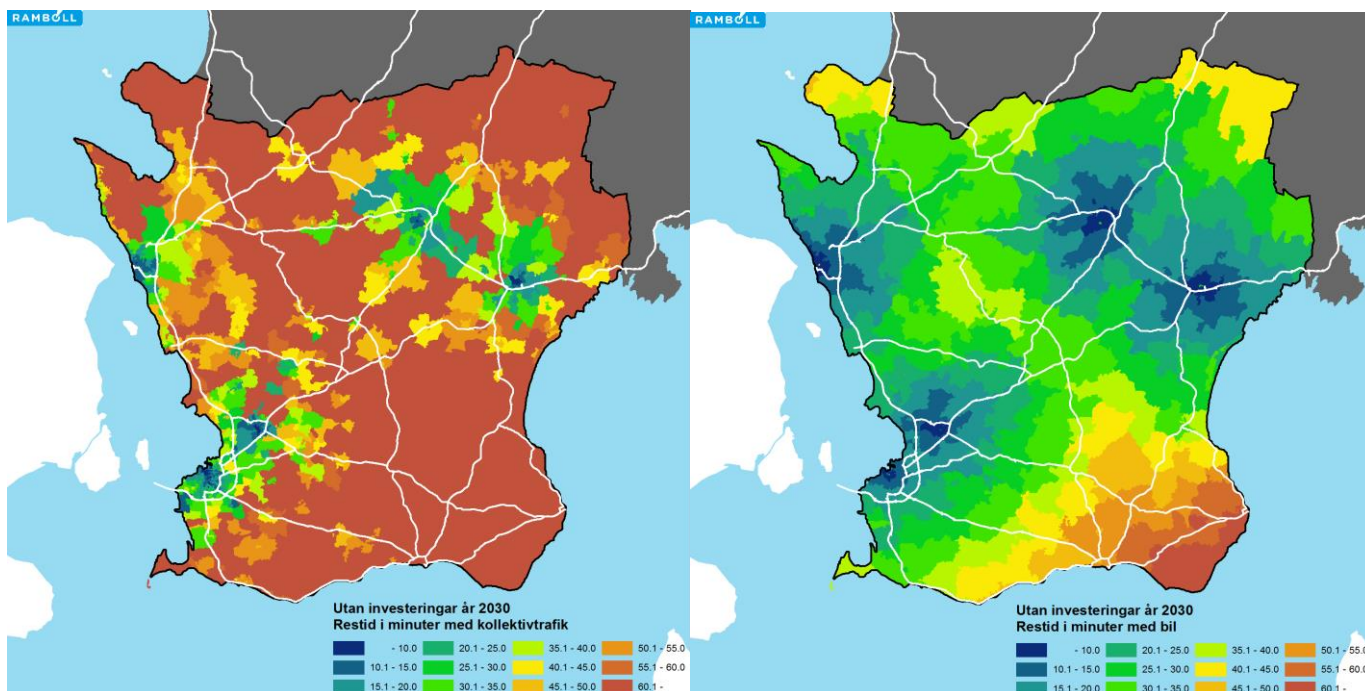 RAMBOLL
Utan investeringar år 2030
Restid i minuter med kollektivtrafik
- 10.0
20.1 - 25.0
35.1 - 40.0
50.1 - 55.0
10.1 - 15.0
25.1 - 30.0
40.1 - 45.0
55.1 - 60.0
15.1 - 20.0
30.1 - 35.0
45.1 - 50.0
60.1 -
RAMBOLL
Utan investeringar år 2030
Restid i minuter med bil
- 10.0
20.1 - 25.0
35.1 - 40.0
50.1 - 55.0
10.1 - 15.0
25.1 - 30.0
40.1 - 45.0
55.1 - 60.0
15.1 - 20.0
30.1 - 35.0
45.1 - 50.0
60.1 -